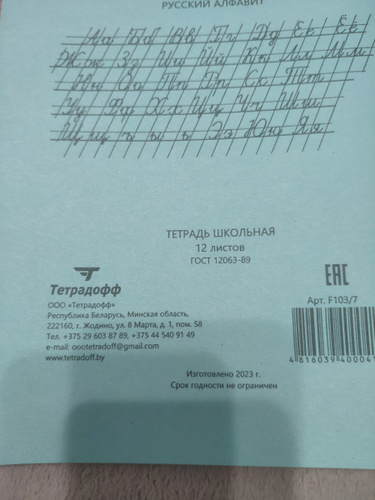 РУССКИЙ АЛФАВИТ
Аа Бб Вв Гг Дд Ее Ёё
Жж Зз Ии Йй Кк Лл Мм
Нн Оо Пп Рр Сс Тт
Уу Фф Хх Цц Чч Шш
Щщ ъ ы ь Ээ Юю Яя
ТЕТРАДЬ ШКОЛЬНАЯ
12 листов
ГОСТ 12063-89
Тетрадофф
ООО «Тетрадофф»
Республика Беларусь, Минская область,
222160, г. Жодино, ул. 8 Марта, д. 1, пом. 58
Тел. +375 29 603 87 89, +375 44 540 91 49
e-mail: oootetradoff@gmail.com
www.tetradoff.by
EAC
Арт. F103/7
4 816039 40004
Изготовлено 2023 г.
Срок годности не ограничен